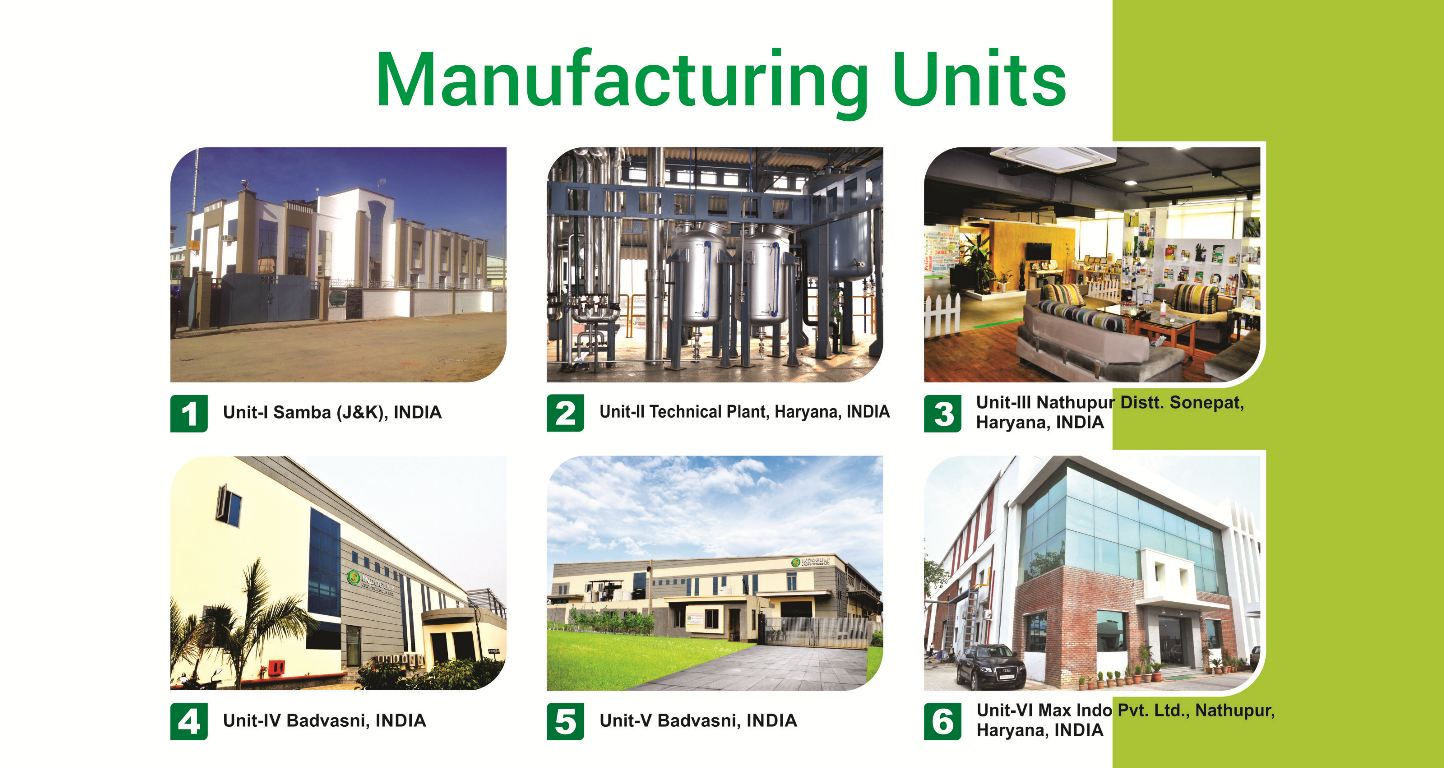 Manufacturing Units
1 Unit-I Samba (J&K), INDIA
2 Unit-II Technical Plant, Haryana, INDIA
3 Unit-III Nathupur Distt. Sonepat,
Haryana, INDIA
4 Unit-IV Badvasni, INDIA
5 Unit-V Badvasni, INDIA
6 Unit-VI Max Indo Pvt. Ltd., Nathupur,
Haryana, INDIA